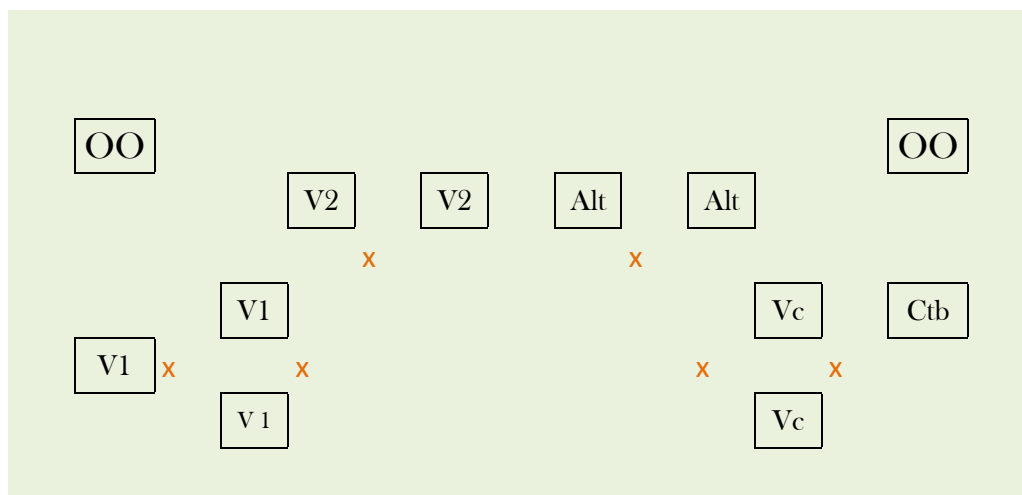 OO OO
V2 V2 Alt Alt
x x
V1 Vc Ctb
V1 x x x x
V 1 Vc